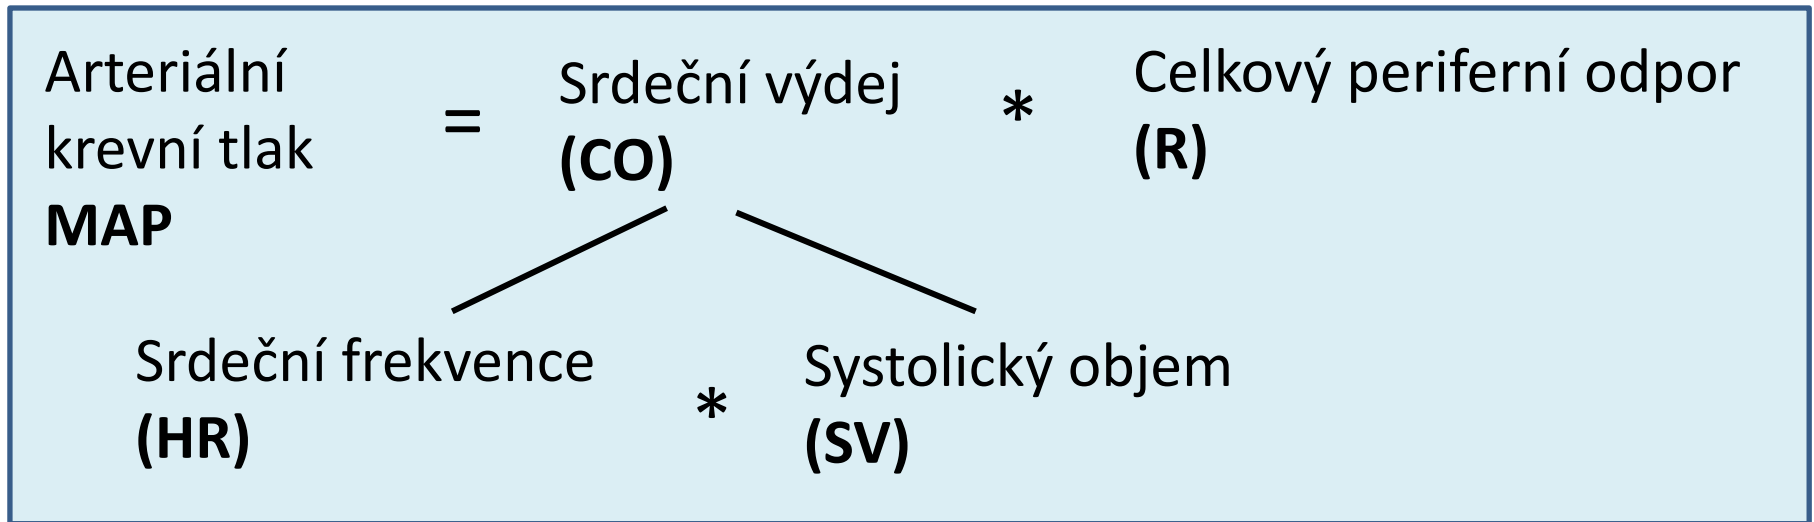 Arteriální
krevní tlak
MAP
=
Srdeční výdej
(CO)
*
Celkový periferní odpor
(R)
Srdeční frekvence
(HR)
*
Systolický objem
(SV)